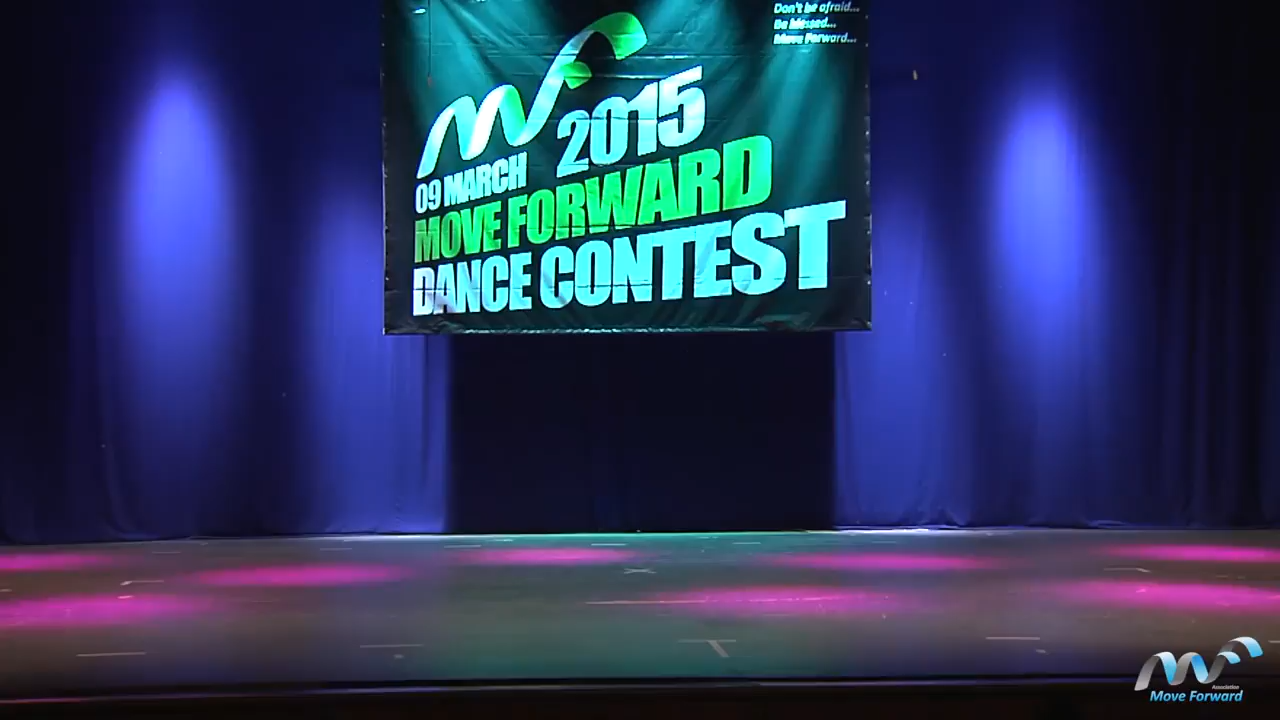 Don't be afraid...
Be blessed...
Move Forward...
2015
09 MARCH
MOVE FORWARD
DANCE CONTEST
Association
Move Forward